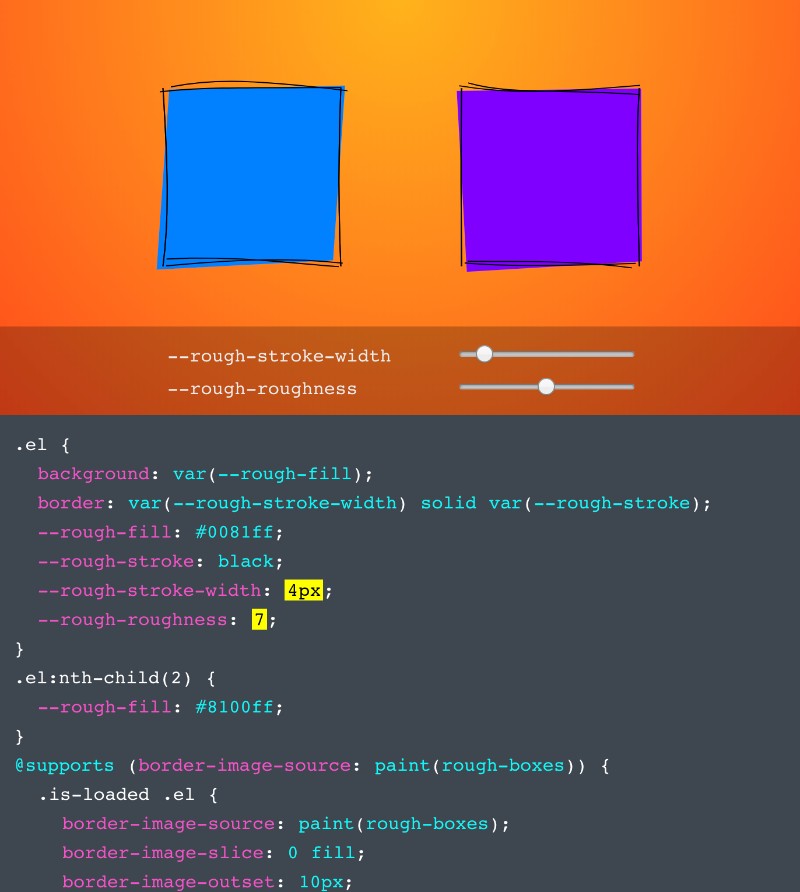 --rough-stroke-width
--rough-roughness
.el {
background: var(--rough-fill);
border: var(--rough-stroke-width) solid var(--rough-stroke);
--rough-fill: #0081ff;
--rough-stroke: black;
--rough-stroke-width: 4px;
--rough-roughness: 7;
}
.el:nth-child(2) {
--rough-fill: #8100ff;
}
@supports (border-image-source: paint(rough-boxes)) {
.is-loaded .el {
border-image-source: paint(rough-boxes);
border-image-slice: 0 fill;
border-image-outset: 10px;